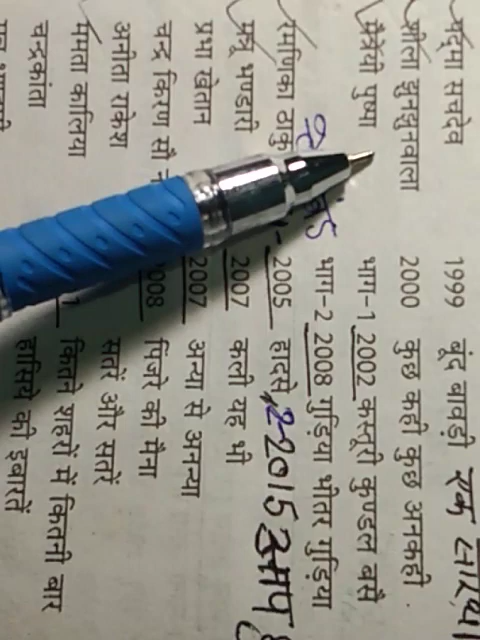 पद्मा सचदेव 1999 बूंद बावड़ी एक
शीला झुनझुनवाला 2000 कुछ कही कुछ अनकही
मैत्रेयी पुष्पा भाग-1 2002 कस्तूरी कुण्डल बसै
भाग-2 2008 गुड़िया भीतर गुड़िया
रमणिका 2005 हादसे, 2-2015
मन्नू भण्डारी 2007 कहानी यह भी
प्रभा खेतान 2007 अन्या से अनन्या
चन्द्र किरण सौ 2008 पिंजरे की मैना
अनीता राकेश सतरें और सतरें
ममता कालिया कितने शहरों में कितनी बार
चन्द्रकांता हाशिये की इबारतें